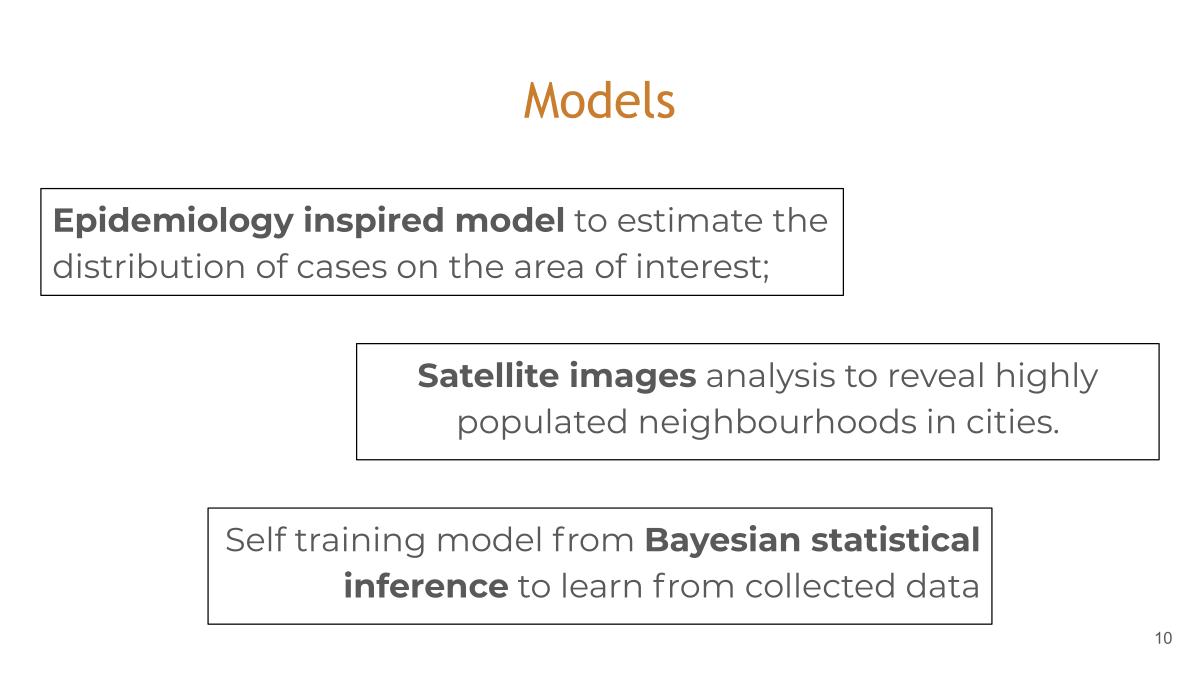 Models
Epidemiology inspired model to estimate the
distribution of cases on the area of interest;
Satellite images analysis to reveal highly
populated neighbourhoods in cities.
Self training model from Bayesian statistical
inference to learn from collected data
10